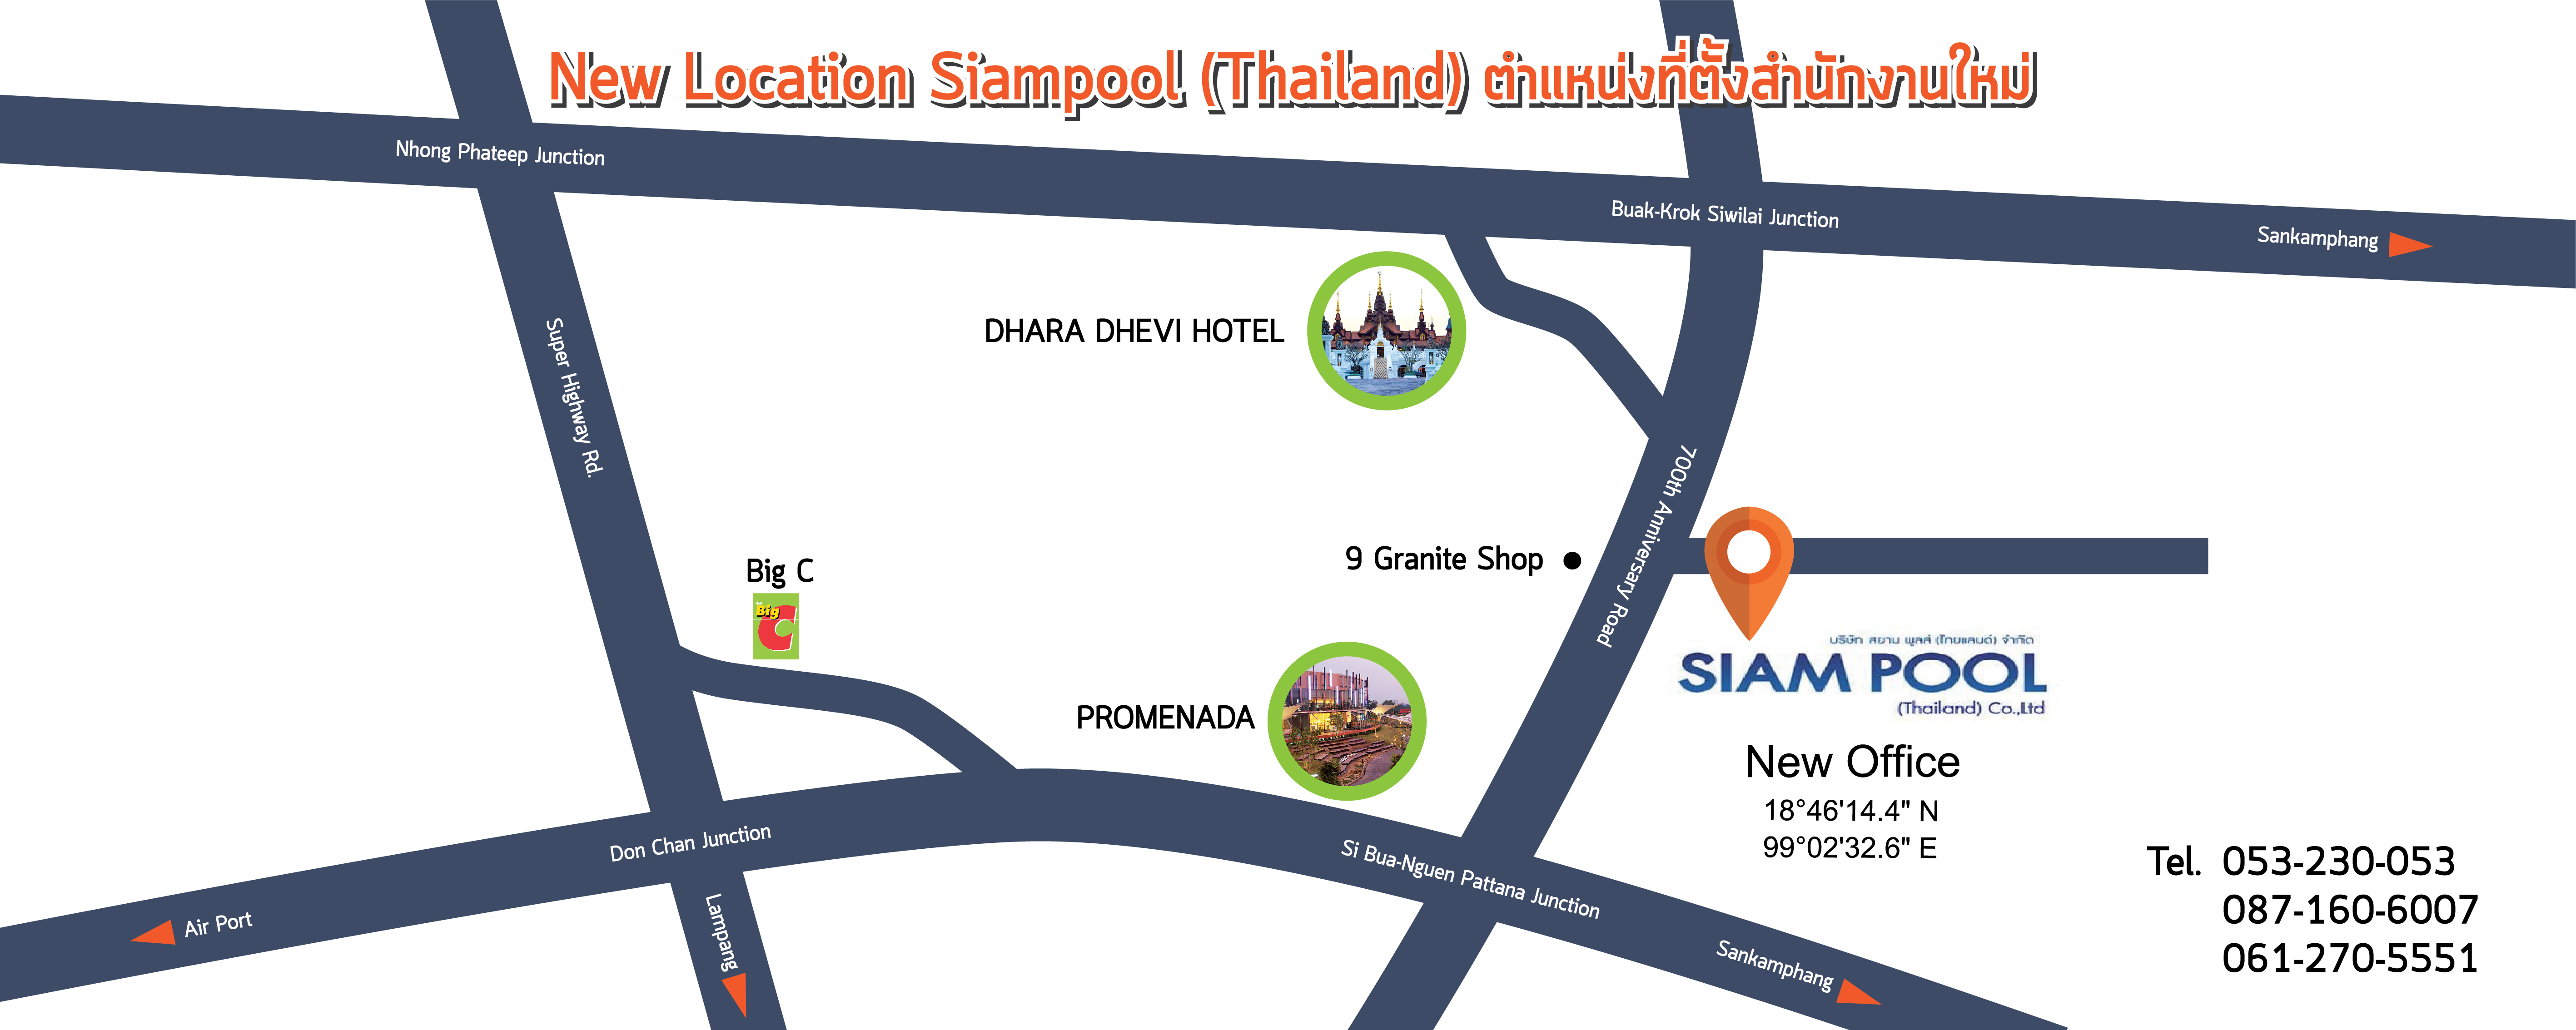 New Location Siampool (Thailand) ตำแหน่งที่ตั้งสำนักงานใหม่
Nhong Phateep Junction
Buak-Krok Siwilai Junction
Sankamphang
Super Highway Rd.
DHARA DHEVI HOTEL
700th Anniversary Road
9 Granite Shop
Big C
Big
C
PROMENADA
บริษัท สยาม พูลส์ (ไทยแลนด์) จำกัด
SIAM POOL
(Thailand) Co.,Ltd
New Office
18°46'14.4" N
99°02'32.6" E
Don Chan Junction
Si Bua-Nguen Pattana Junction
Air Port
Lampang
Sankamphang
Tel. 053-230-053
087-160-6007
061-270-5551